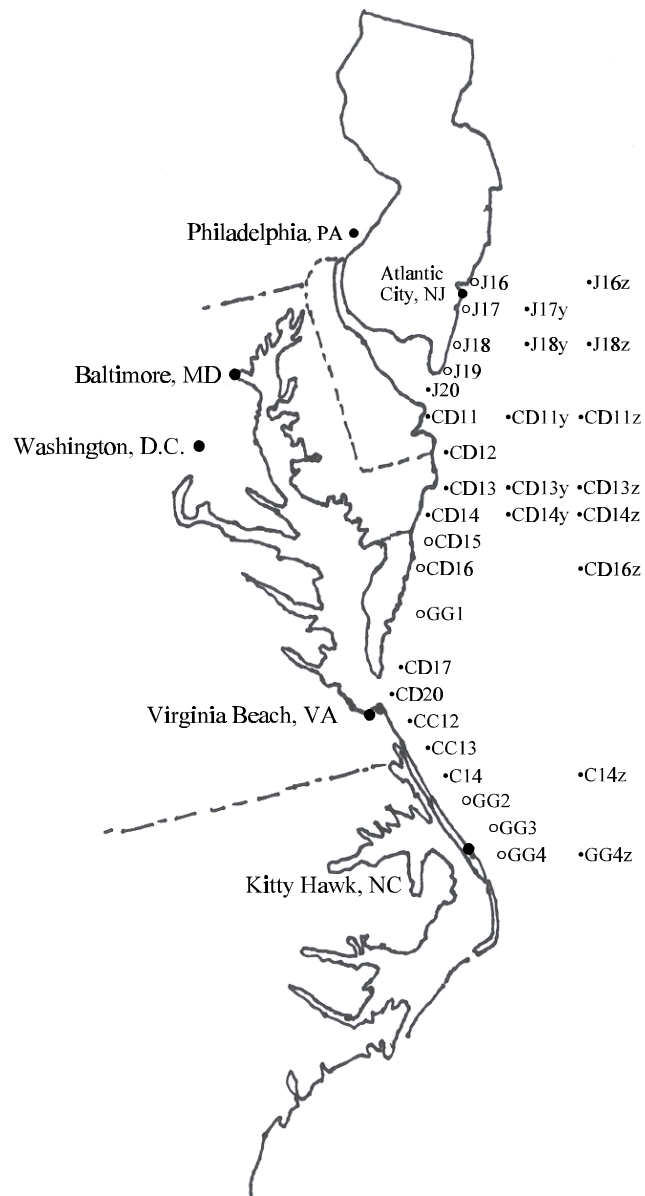 Philadelphia, PA
Atlantic
City, NJ
J16
J16z
J17
J17y
J18
J18y
J18z
J19
Baltimore, MD
J20
CD11
CD11y
CD11z
Washington, D.C.
CD12
CD13
CD13y
CD13z
CD14
CD14y
CD14z
CD15
CD16
CD16z
GG1
CD17
CD20
Virginia Beach, VA
CC12
CC13
C14
C14z
GG2
GG3
GG4
GG4z
Kitty Hawk, NC